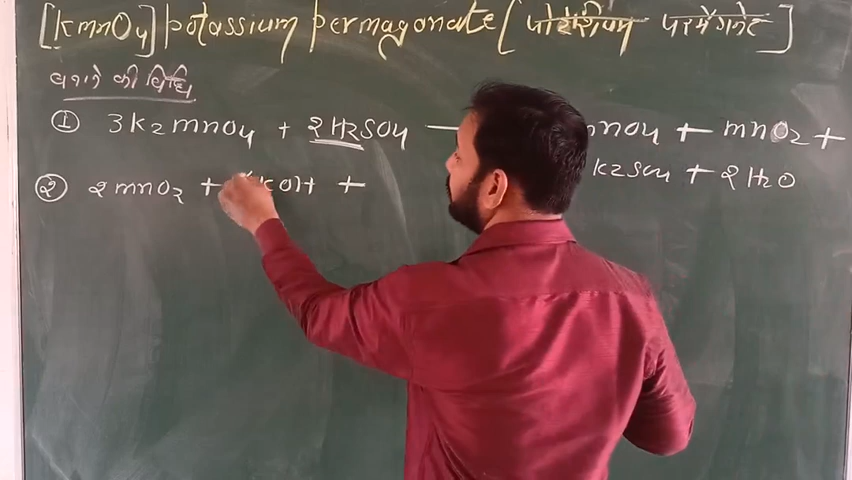 [KmnO4] potassium permagonate (पोटेशियम परमैगनेट]
बनाने की विधि
① 3K2mnO4 + 2H2SO4 — mnO4 + mnO2 +
K2SO4 + 2H2O
② 2mnO2 + KOH +